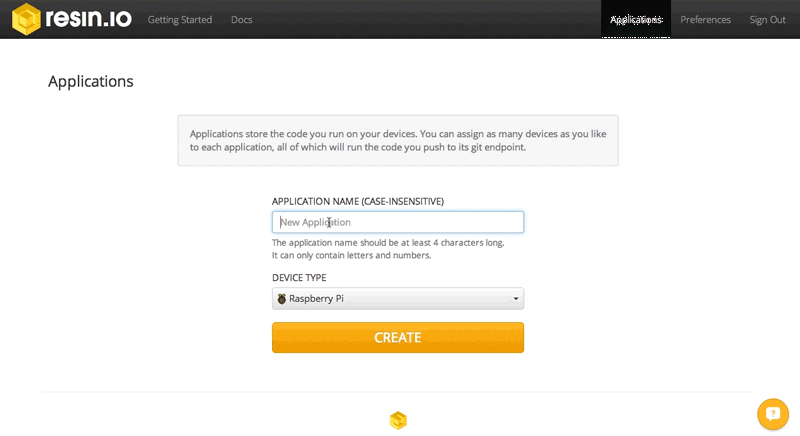 resin.io Getting Started Docs Applications Preferences Sign Out
Applications
Applications store the code you run on your devices. You can assign as many devices as you like
to each application, all of which will run the code you push to its git endpoint.
APPLICATION NAME (CASE-INSENSITIVE)
New Application
The application name should be at least 4 characters long.
It can only contain letters and numbers.
DEVICE TYPE
Raspberry Pi
CREATE
?